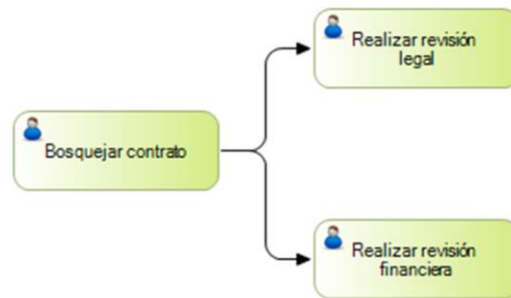 Realizar revisión
legal
Bosquejar contrato
Realizar revisión
financiera